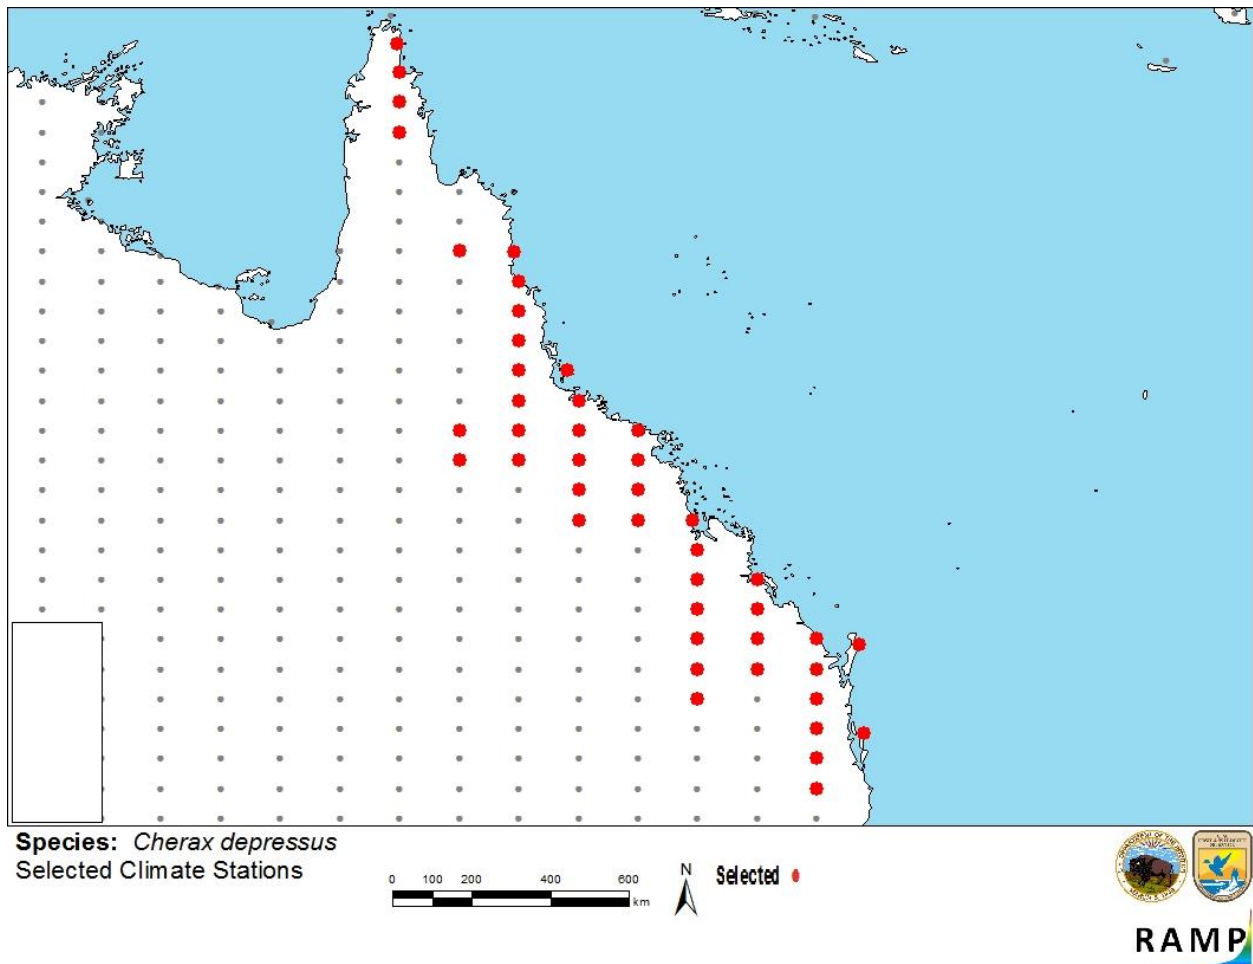 Species: Cherax depressus
Selected Climate Stations
0 100 200 400 600
km
N
Selected
RAMP